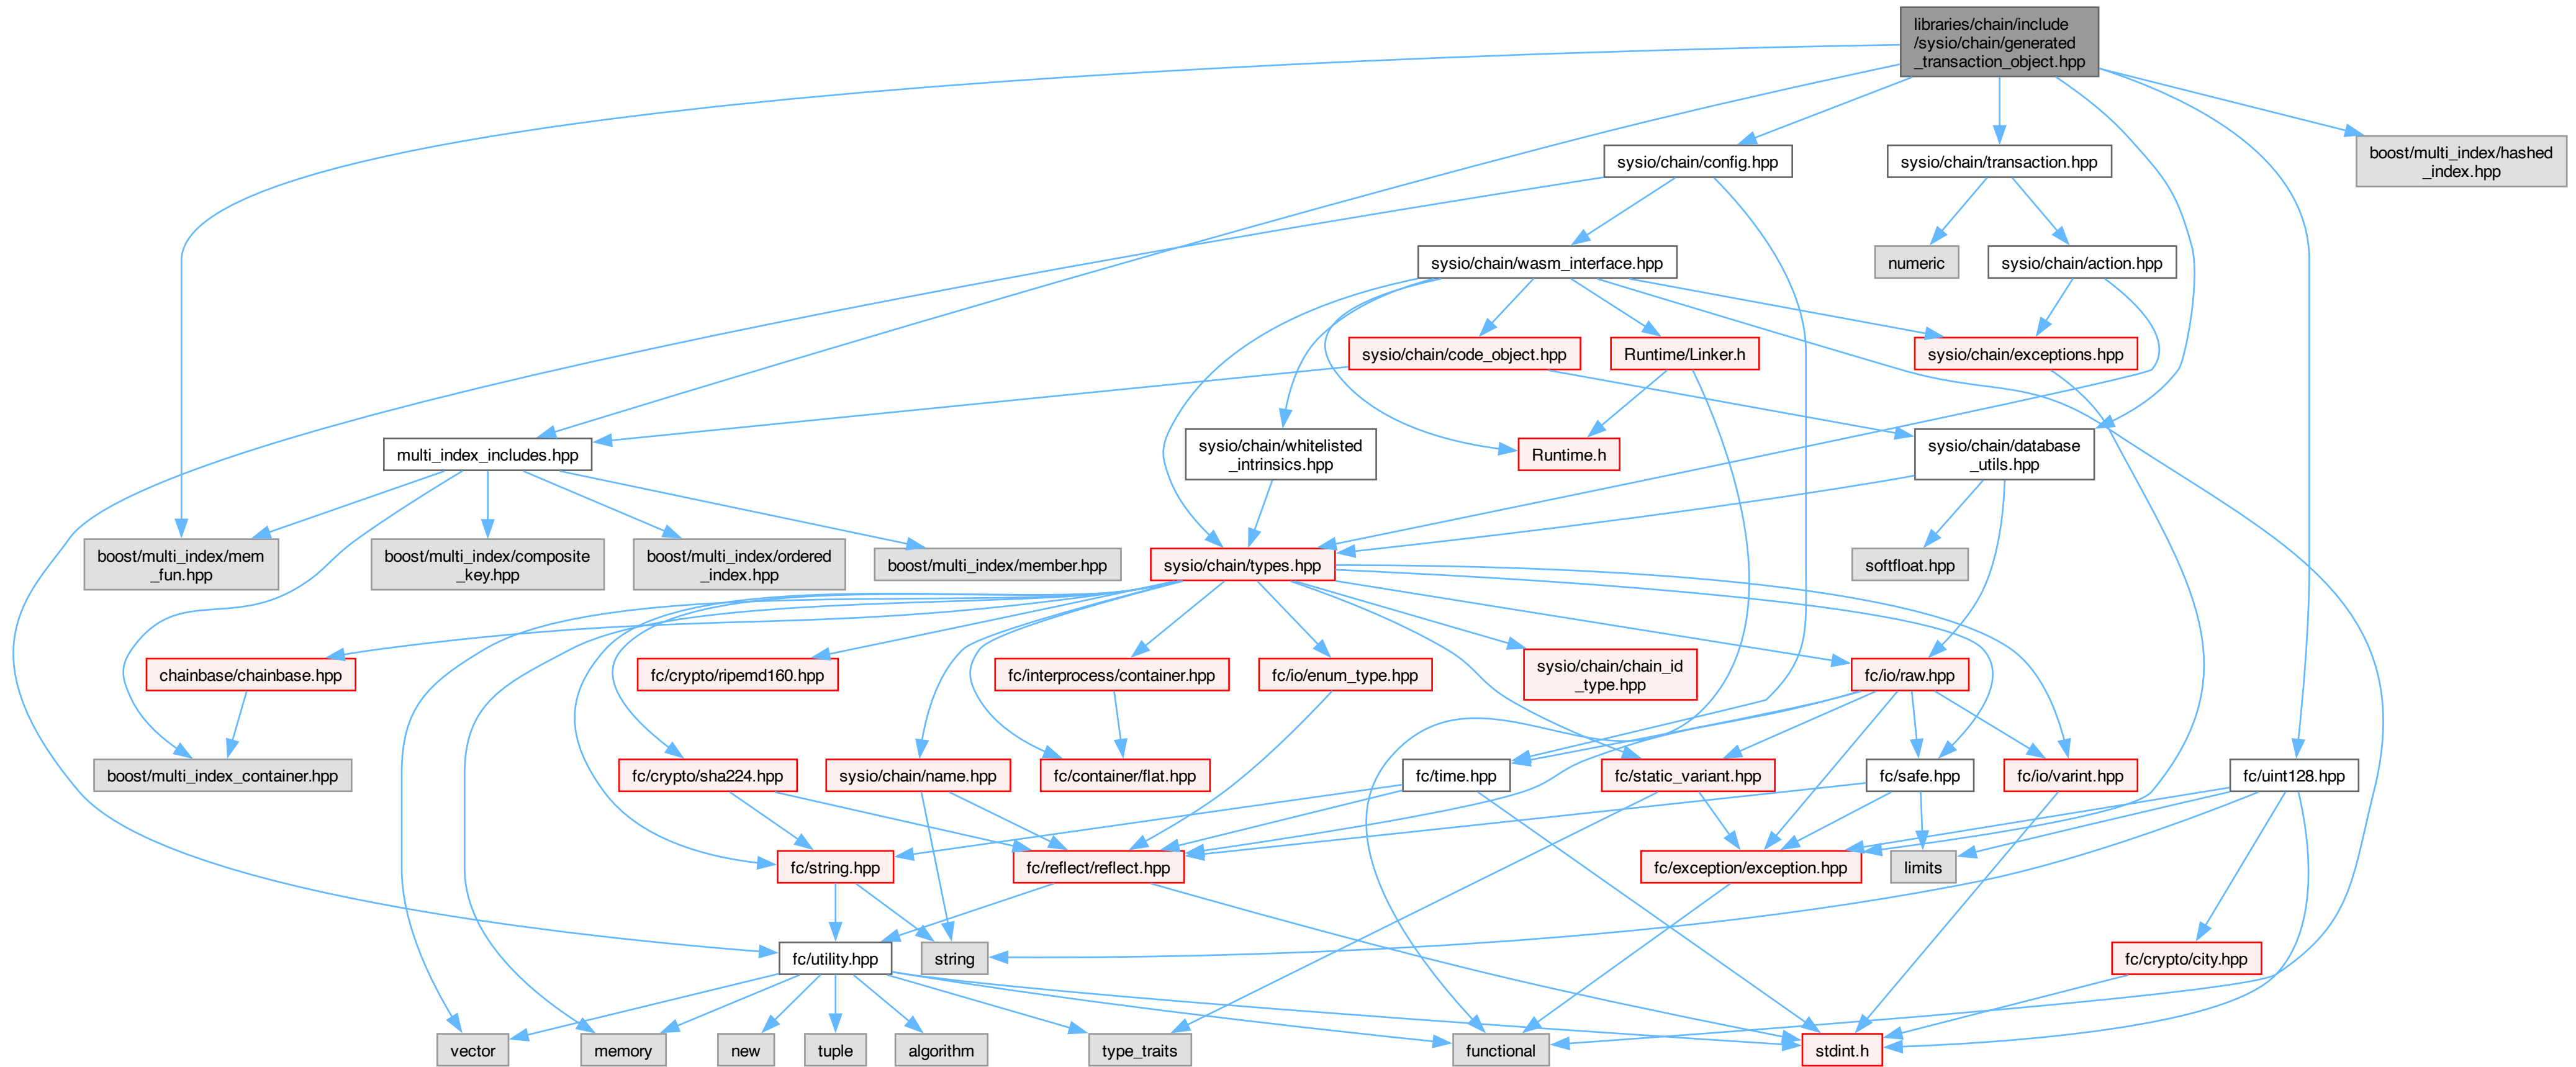 libraries/chain/include
/sysio/chain/generated
_transaction_object.hpp
sysio/chain/config.hpp
sysio/chain/transaction.hpp
boost/multi_index/hashed
_index.hpp
sysio/chain/wasm_interface.hpp
numeric
sysio/chain/action.hpp
sysio/chain/code_object.hpp
Runtime/Linker.h
sysio/chain/exceptions.hpp
multi_index_includes.hpp
sysio/chain/whitelisted
_intrinsics.hpp
Runtime.h
sysio/chain/database
_utils.hpp
boost/multi_index/mem
_fun.hpp
boost/multi_index/composite
_key.hpp
boost/multi_index/ordered
_index.hpp
boost/multi_index/member.hpp
sysio/chain/types.hpp
softfloat.hpp
chainbase/chainbase.hpp
fc/crypto/ripemd160.hpp
fc/interprocess/container.hpp
fc/io/enum_type.hpp
sysio/chain/chain_id
_type.hpp
fc/io/raw.hpp
boost/multi_index_container.hpp
fc/crypto/sha224.hpp
sysio/chain/name.hpp
fc/container/flat.hpp
fc/time.hpp
fc/static_variant.hpp
fc/safe.hpp
fc/io/varint.hpp
fc/uint128.hpp
fc/string.hpp
fc/reflect/reflect.hpp
fc/exception/exception.hpp
limits
fc/utility.hpp
string
fc/crypto/city.hpp
vector
memory
new
tuple
algorithm
type_traits
functional
stdint.h